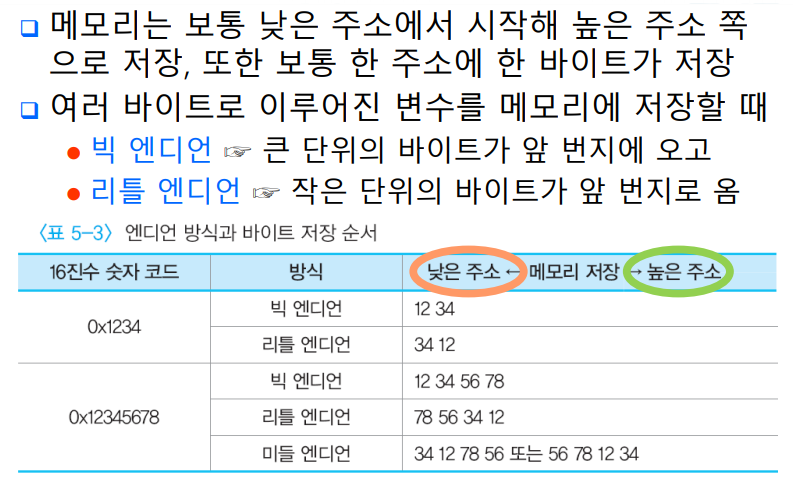 ❑ 메모리는 보통 낮은 주소에서 시작해 높은 주소 쪽
으로 저장, 또한 보통 한 주소에 한 바이트가 저장
❑ 여러 바이트로 이루어진 변수를 메모리에 저장할 때
● 빅 엔디언 ☞ 큰 단위의 바이트가 앞 번지에 오고
● 리틀 엔디언 ☞ 작은 단위의 바이트가 앞 번지로 옴
〈표 5-3〉 엔디언 방식과 바이트 저장 순서
16진수 숫자 코드 방식 낮은 주소 ← 메모리 저장 → 높은 주소
0x1234
빅 엔디언 12 34
리틀 엔디언 34 12
0x12345678
빅 엔디언 12 34 56 78
리틀 엔디언 78 56 34 12
미들 엔디언 34 12 78 56 또는 56 78 12 34